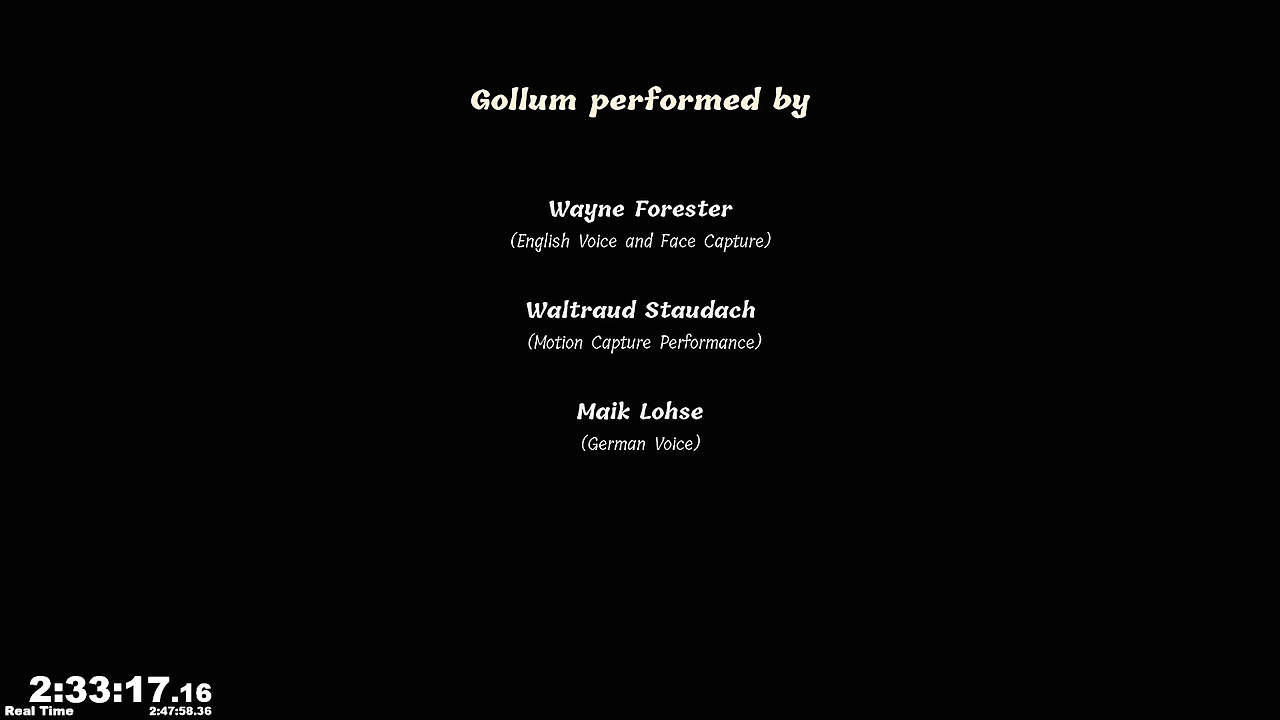 Gollum performed by
Wayne Forester
(English Voice and Face Capture)
Waltraud Staudach
(Motion Capture Performance)
Maik Lohse
(German Voice)
2:33:17.16
Real Time 2:47:58.36